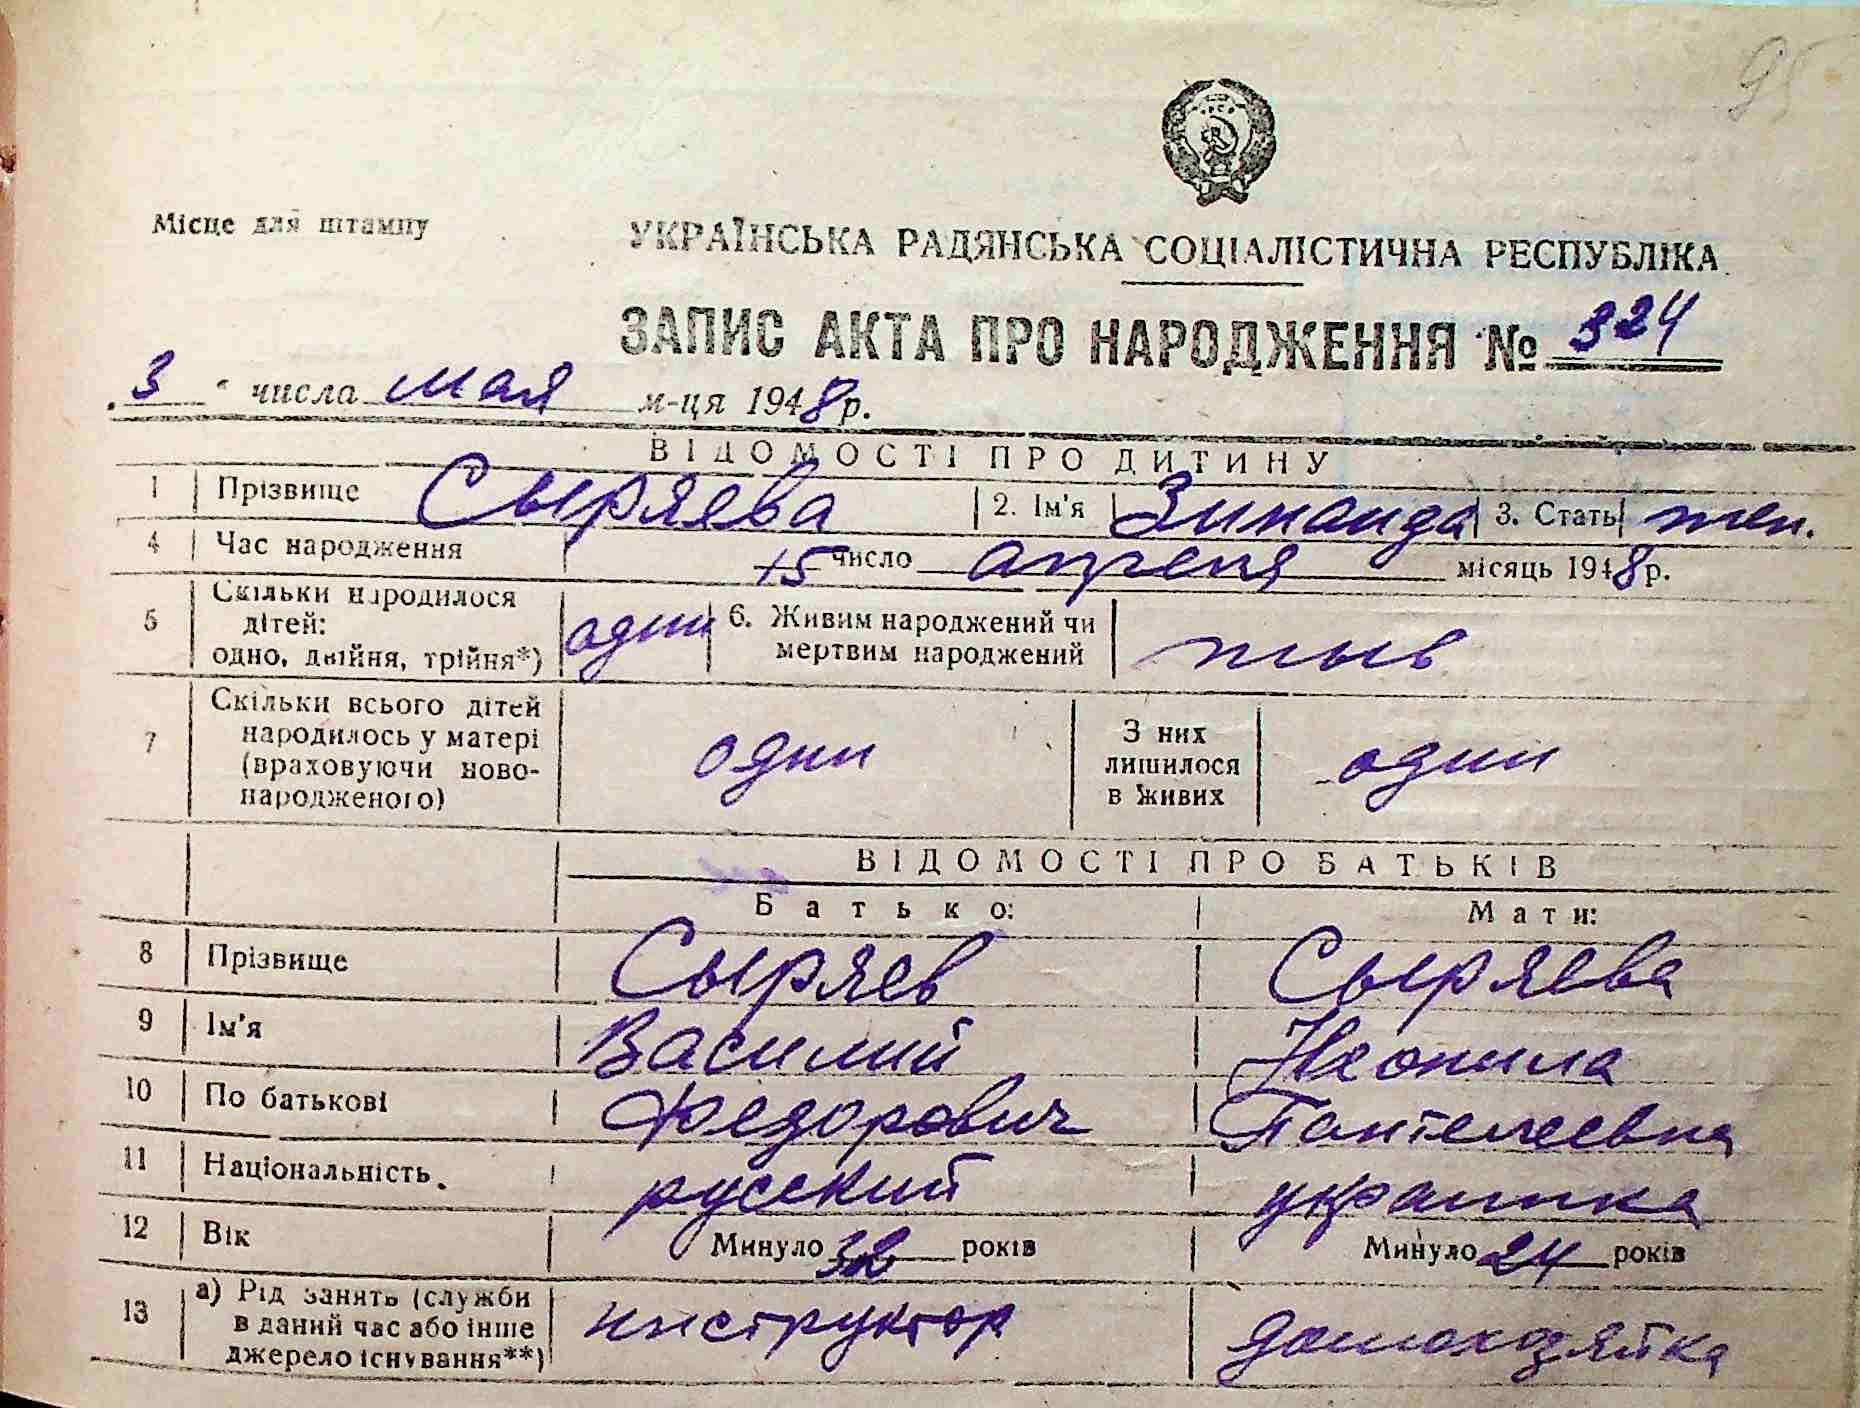 95
Місце для штампу
УКРАЇНСЬКА РАДЯНСЬКА СОЦІАЛІСТИЧНА РЕСПУБЛІКА
ЗАПИС АКТА ПРО НАРОДЖЕННЯ № 324
3 числа мая м-ця 1948 р.
ВІДОМОСТІ ПРО ДИТИНУ
1 Прізвище Сыряева 2. Ім'я Зинаида 3. Стать жен.
4 Час народження 15 число апреля місяць 1948 р.
5 Скільки народилося
дітей:
одно, двійня, трійня*) один 6. Живим народжений чи
мертвим народжений жыв
7 Скільки всього дітей
народилось у матері
(враховуючи ново-
народженого) один З них
лишилося
в живих один
ВІДОМОСТІ ПРО БАТЬКІВ
Батько: Мати:
8 Прізвище Сыряев Сыряева
9 Ім'я Василий Неонила
10 По батькові Федорович Пантелеевна
11 Національність. русский украинка
12 Вік Минуло 32 років Минуло 24 років
13 а) Рід занять (служби
в даний час або інше
джерело існування**) инструктор домохозяйка